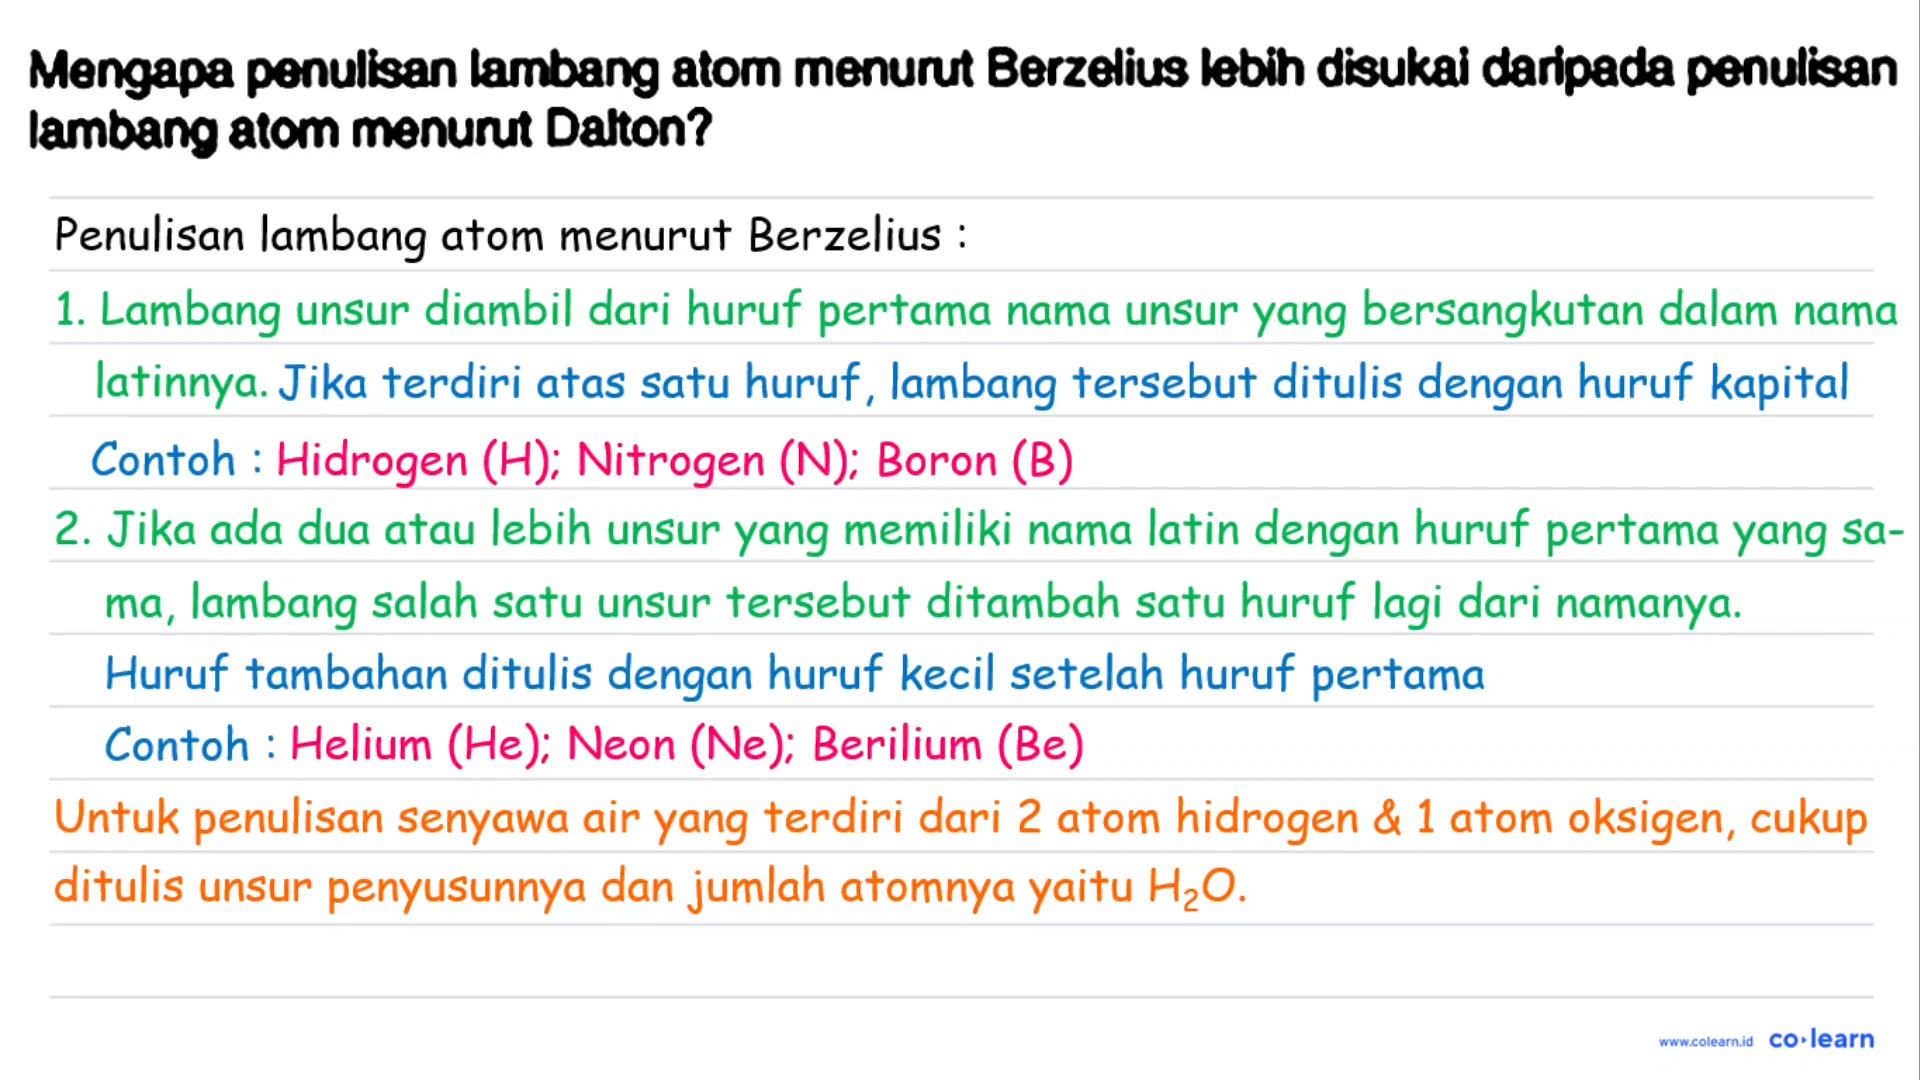 Mengapa penulisan lambang atom menurut Berzelius lebih disukai daripada penulisan
lambang atom menurut Dalton?
Penulisan lambang atom menurut Berzelius :
1. Lambang unsur diambil dari huruf pertama nama unsur yang bersangkutan dalam nama
latinnya. Jika terdiri atas satu huruf, lambang tersebut ditulis dengan huruf kapital
Contoh : Hidrogen (H); Nitrogen (N); Boron (B)
2. Jika ada dua atau lebih unsur yang memiliki nama latin dengan huruf pertama yang sa-
ma, lambang salah satu unsur tersebut ditambah satu huruf lagi dari namanya.
Huruf tambahan ditulis dengan huruf kecil setelah huruf pertama
Contoh : Helium (He); Neon (Ne); Berilium (Be)
Untuk penulisan senyawa air yang terdiri dari 2 atom hidrogen & 1 atom oksigen, cukup
ditulis unsur penyusunnya dan jumlah atomnya yaitu H₂O.
www.colearn.id co·learn